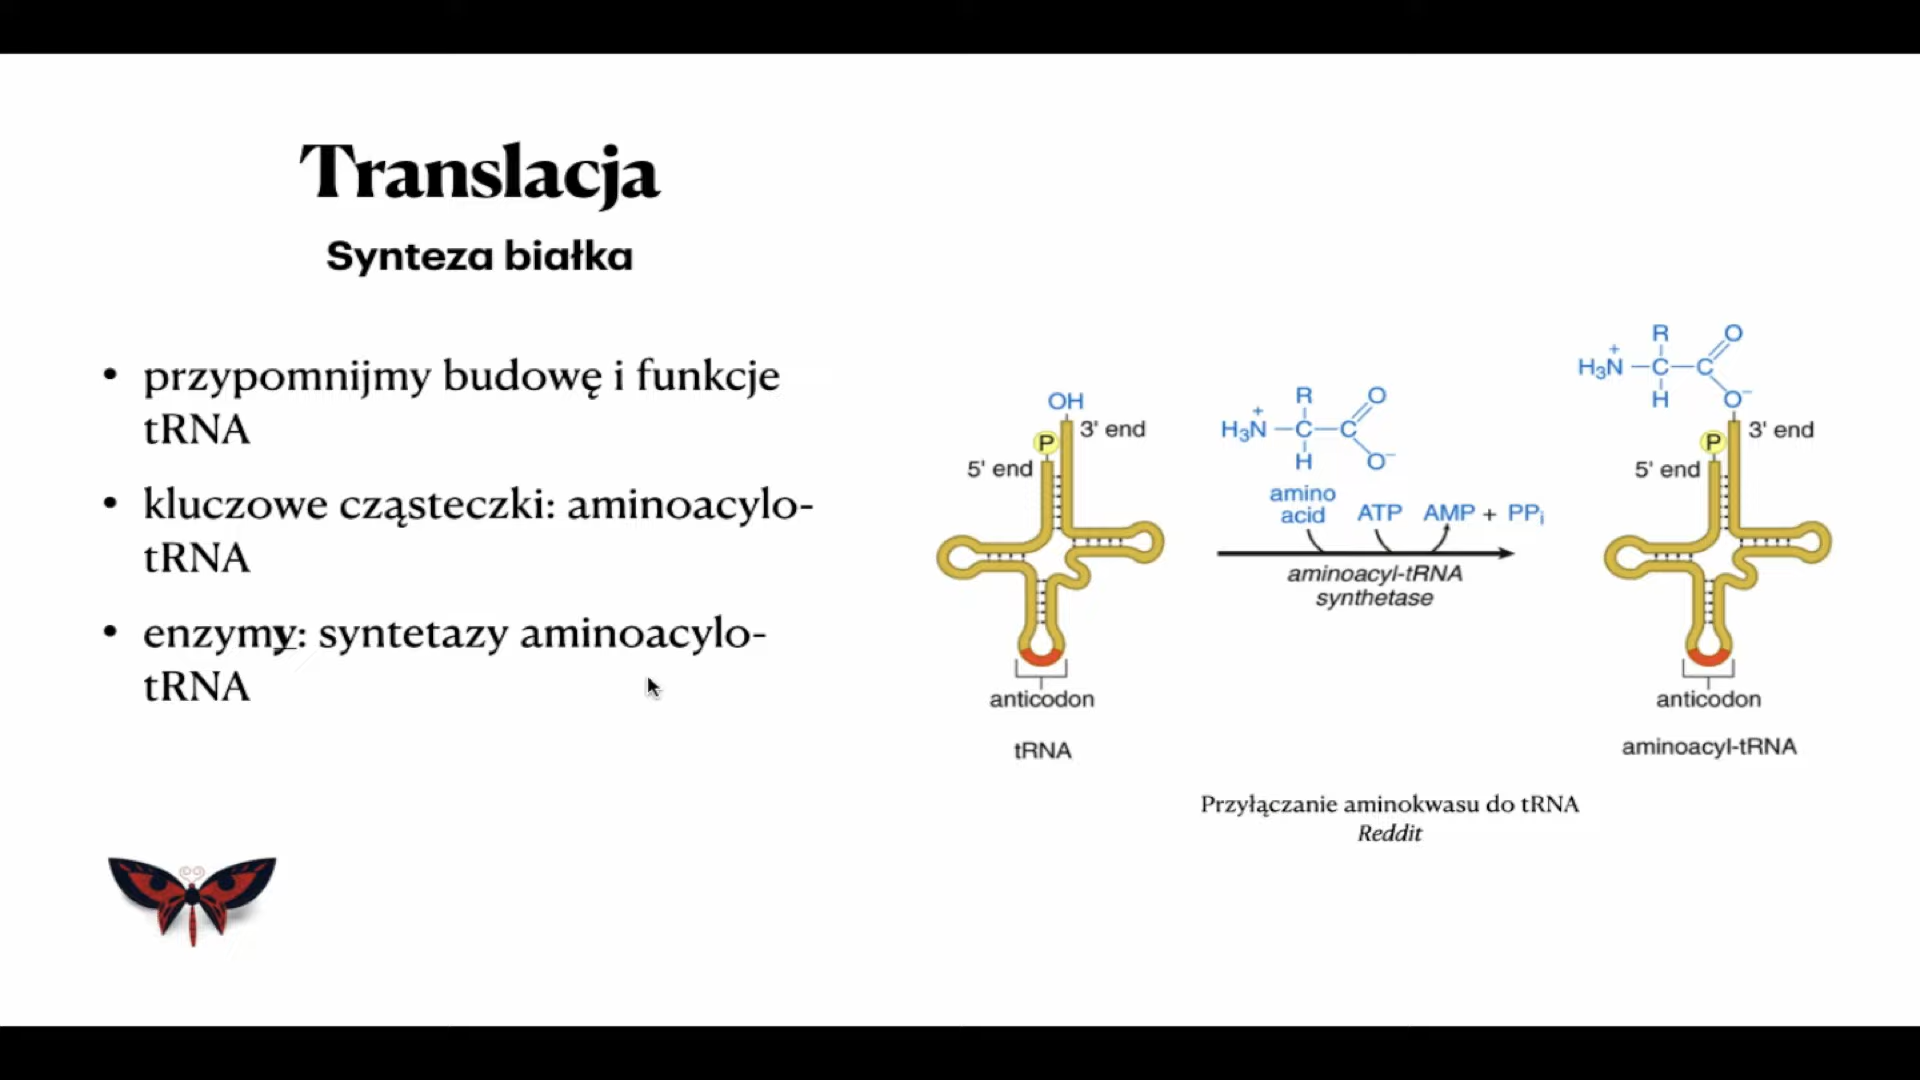 Translacja
Synteza białka
• przypomnijmy budowę i funkcje
tRNA
• kluczowe cząsteczki: aminoacylo-
tRNA
• enzymy: syntetazy aminoacylo-
tRNA
OH
P
3' end
5' end
anticodon
tRNA
R
H₃N⁺ C C O
H O⁻
amino
acid
ATP
AMP + PPᵢ
aminoacyl-tRNA
synthetase
R
H₃N⁺ C C O
H O⁻
P
3' end
5' end
anticodon
aminoacyl-tRNA
Przyłączanie aminokwasu do tRNA
Reddit